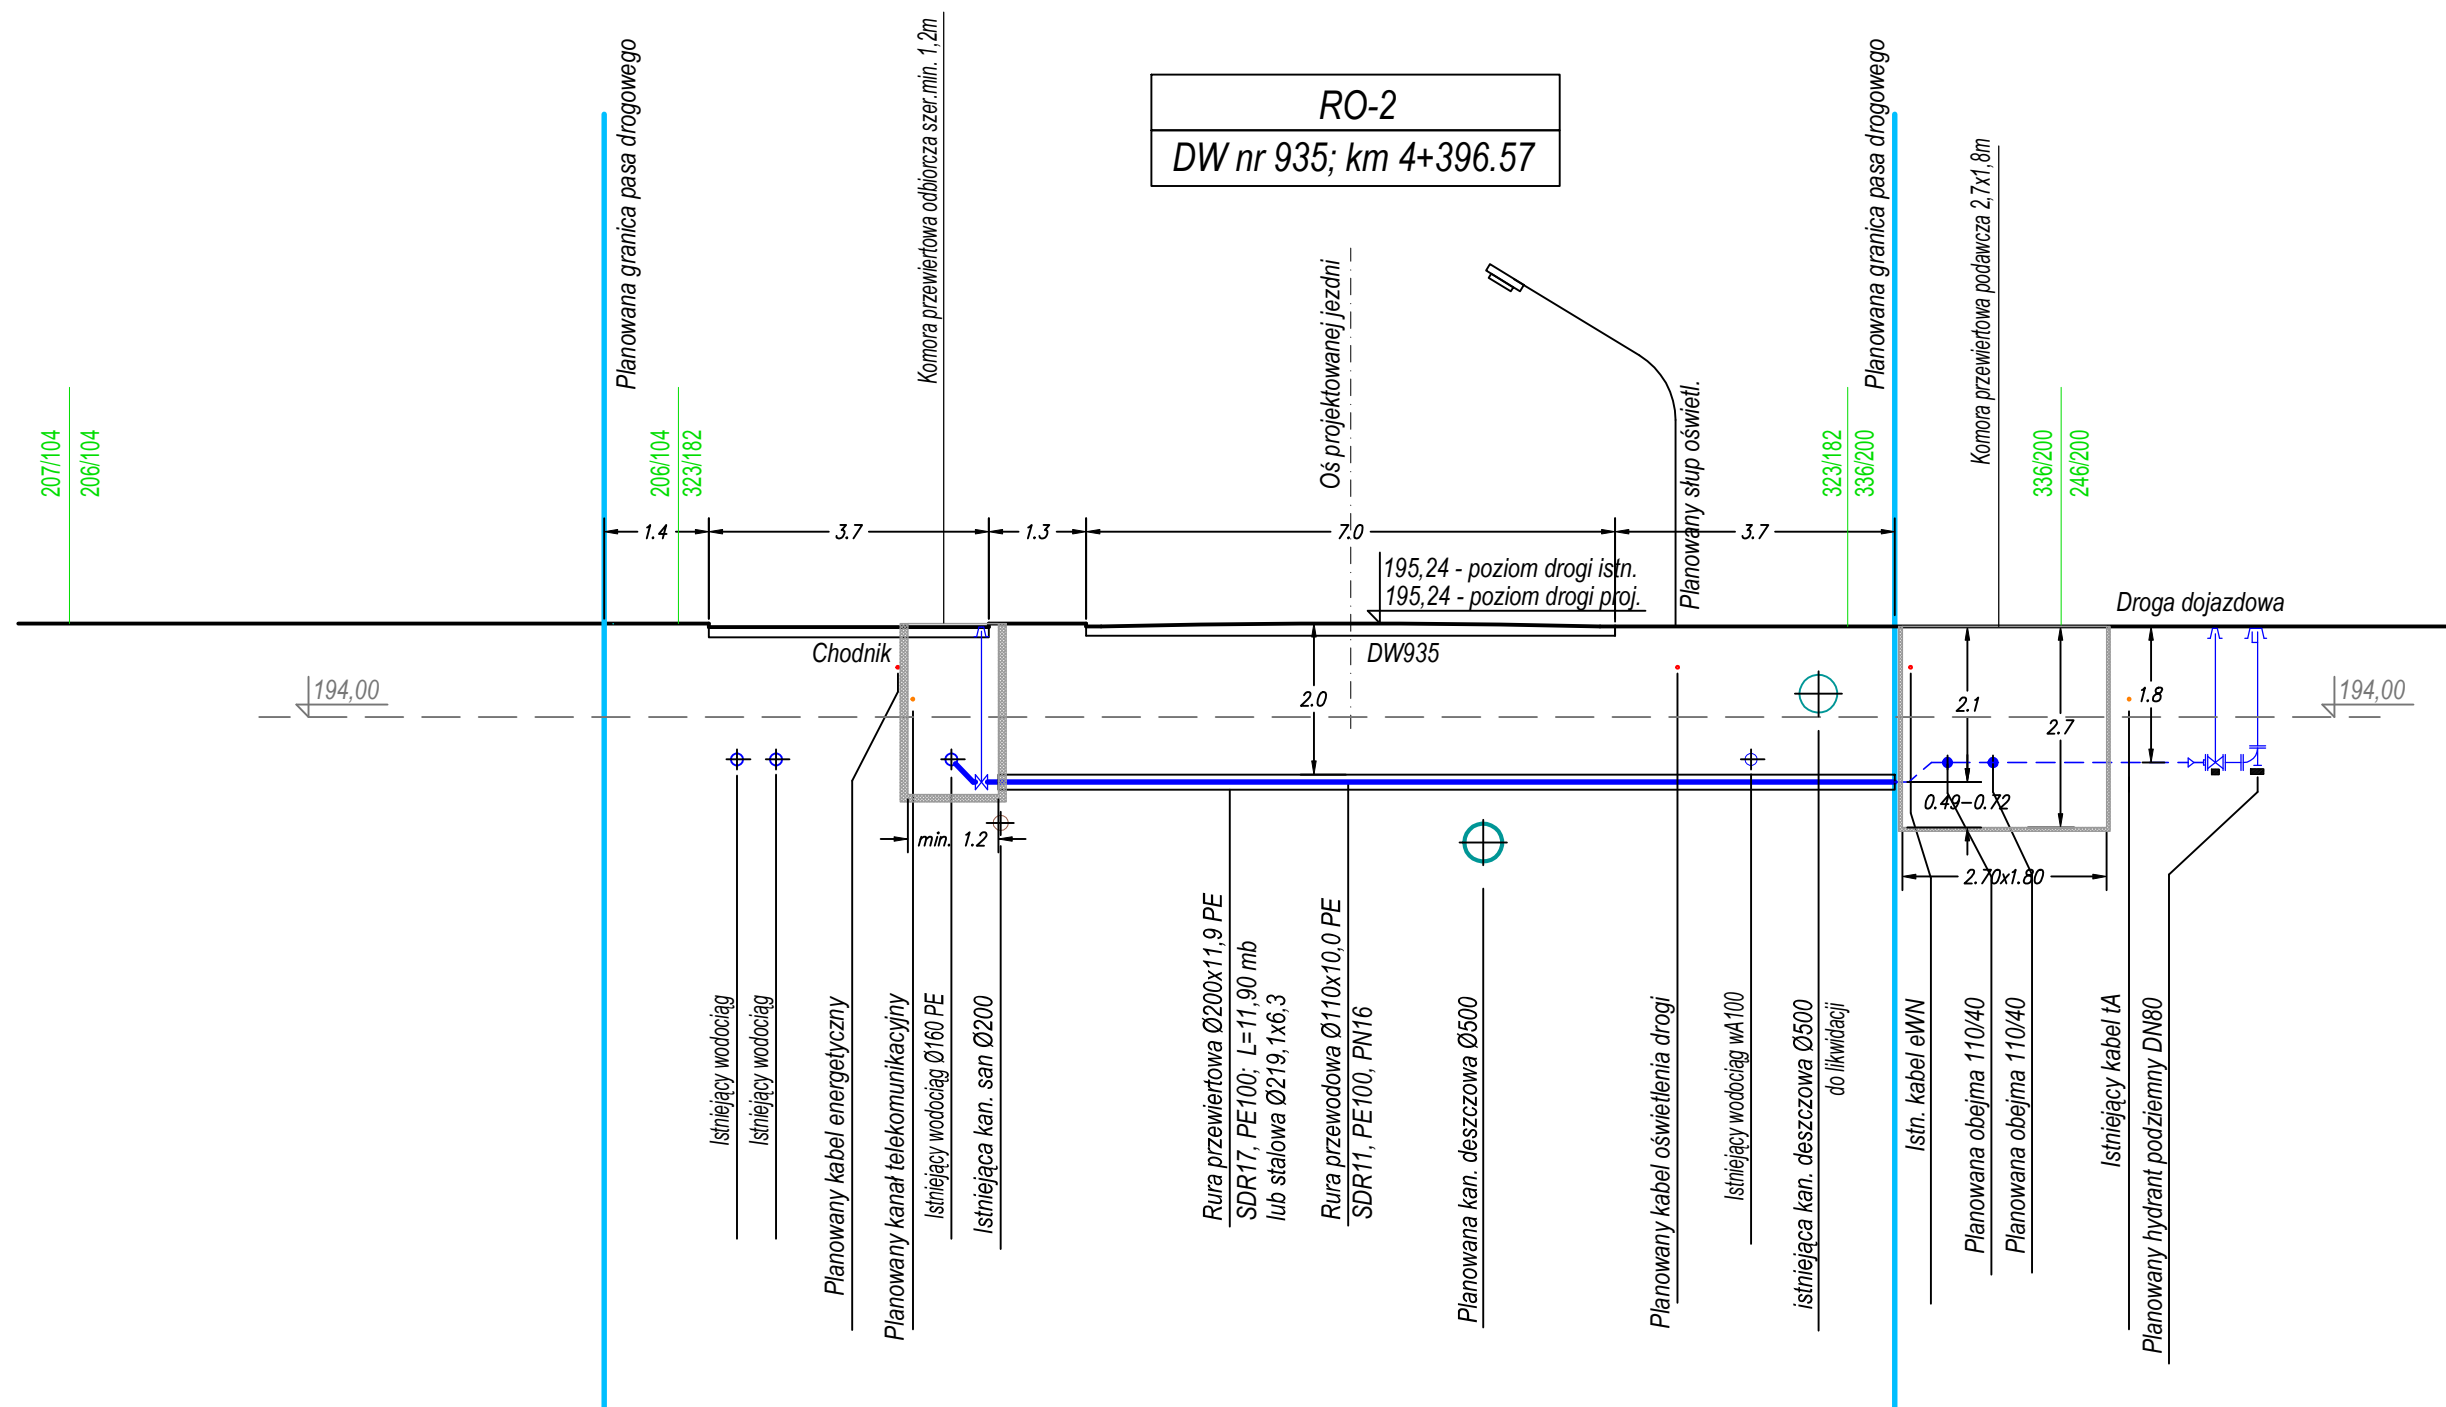 RO-2
DW nr 935; km 4+396.57
Planowana granica pasa drogowego
Komora przewiertowa odbiorcza szer.min. 1,2m
Oś projektowanej jezdni
Planowany słup oświetl.
Planowana granica pasa drogowego
Komora przewiertowa podawcza 2,7x1,8m
207/104
206/104
206/104
323/182
323/182
336/200
336/200
246/200
1.4
3.7
1.3
7.0
3.7
195,24 - poziom drogi istn.
195,24 - poziom drogi proj.
Droga dojazdowa
Chodnik
DW935
194,00
194,00
2.0
2.1
2.7
1.8
0.49-0.72
min. 1.2
2.70x1.80
Istniejący wodociąg
Istniejący wodociąg
Planowany kabel energetyczny
Planowany kanał telekomunikacyjny
Istniejący wodociąg Ø160 PE
Istniejąca kan. san Ø200
Rura przewiertowa Ø200x11,9 PE
SDR17, PE100; L=11,90 mb
lub stalowa Ø219,1x6,3
Rura przewodowa Ø110x10,0 PE
SDR11, PE100, PN16
Planowana kan. deszczowa Ø500
Planowany kabel oświetlenia drogi
Istniejący wodociąg wA100
istniejąca kan. deszczowa Ø500
do likwidacji
Istn. kabel eWN
Planowana obejma 110/40
Planowana obejma 110/40
Istniejący kabel tA
Planowany hydrant podziemny DN80